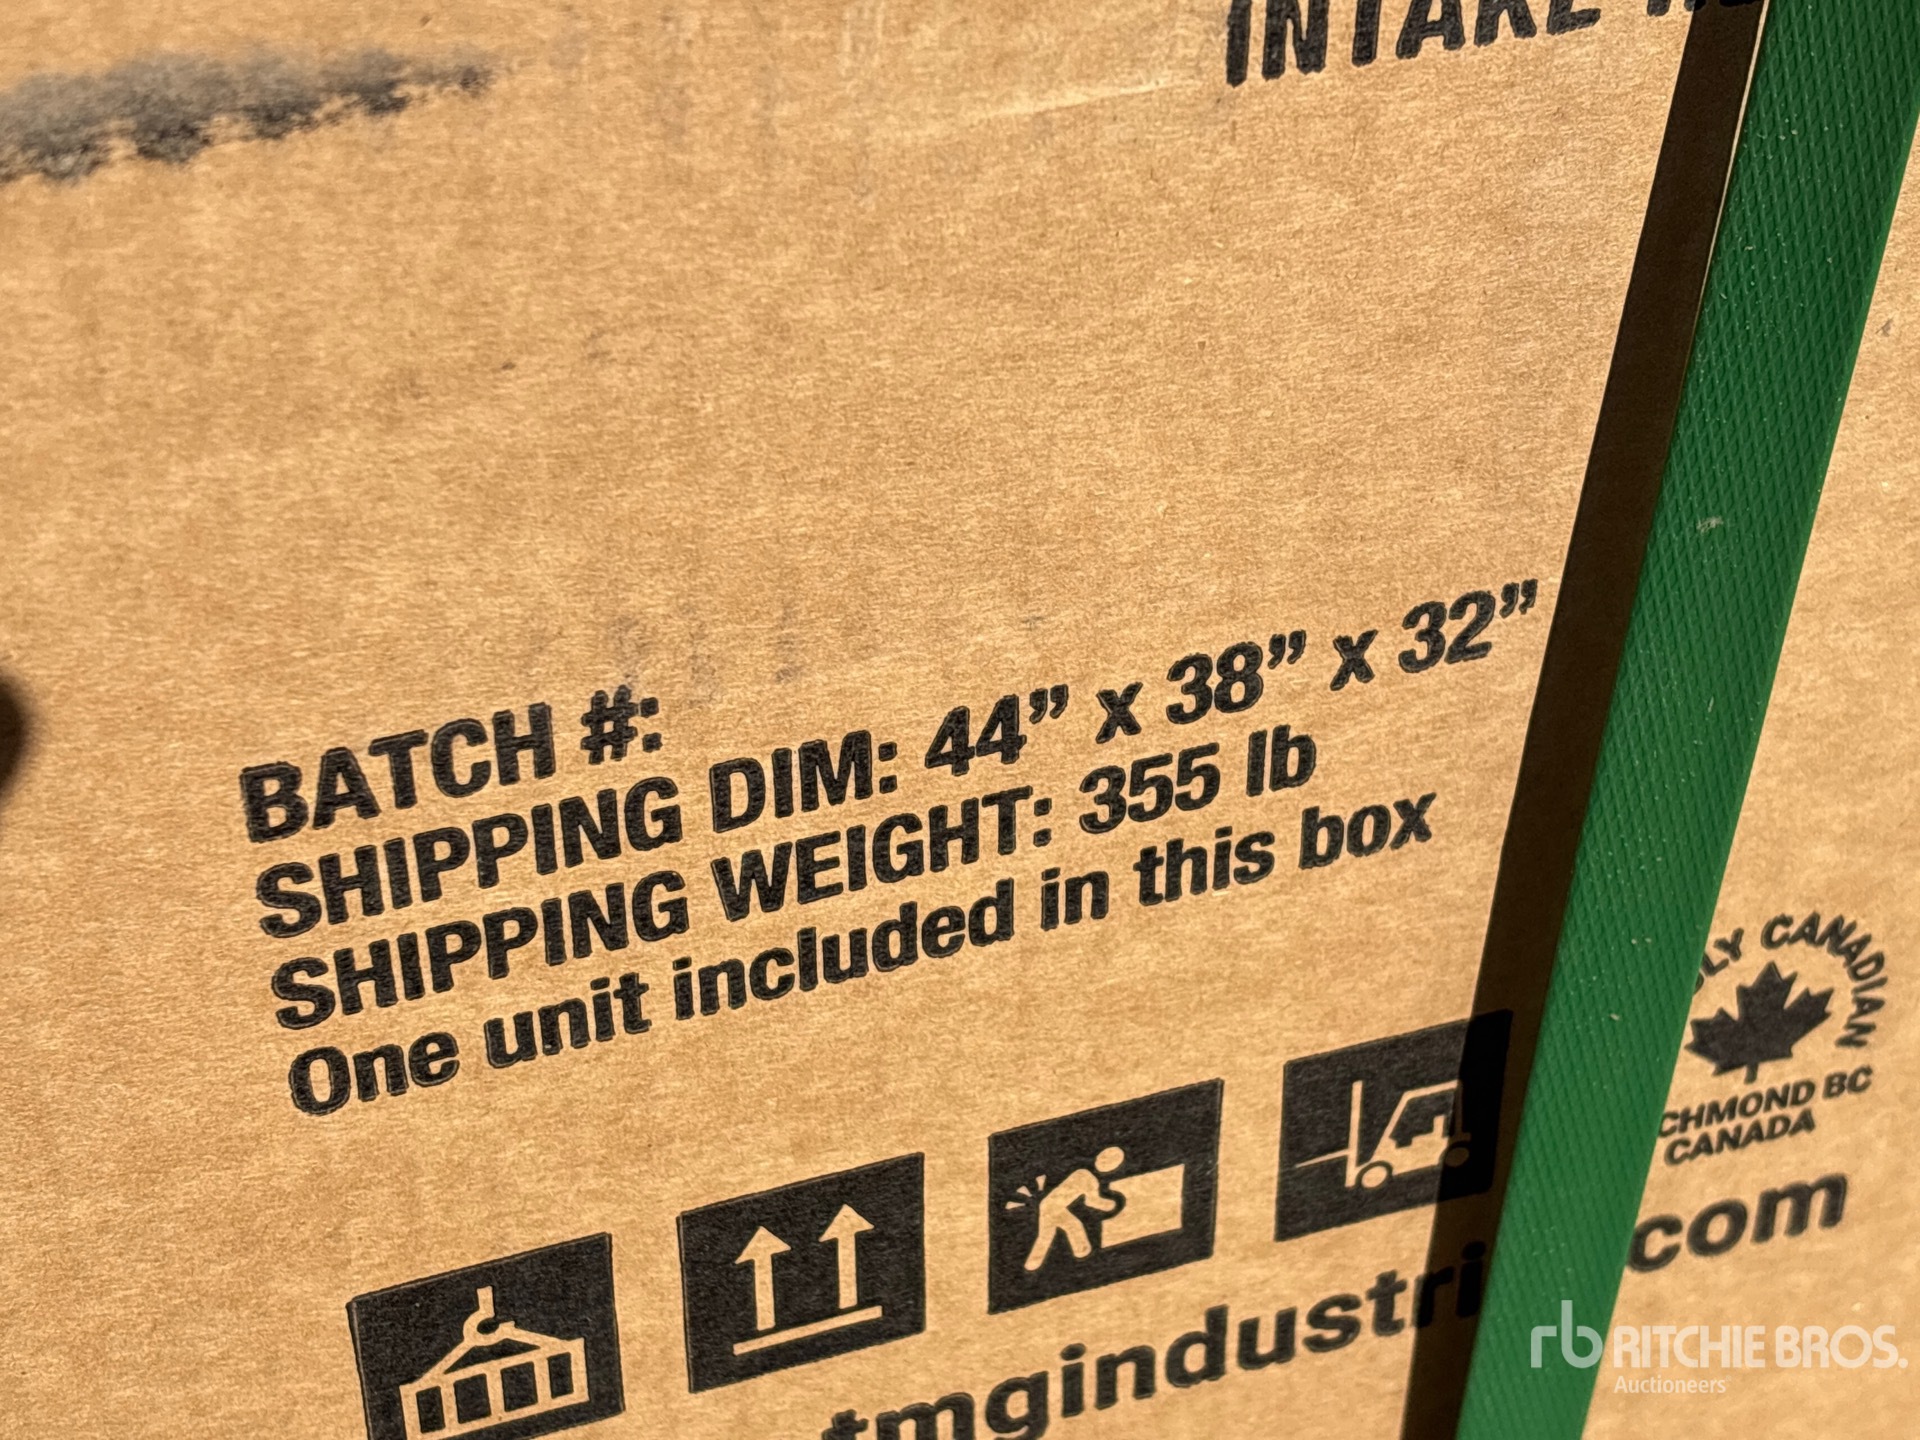 INTAKE
BATCH #:
SHIPPING DIM: 44” x 38” x 32”
SHIPPING WEIGHT: 355 lb
One unit included in this box
CANADIAN
CHMOND BC
CANADA
tmgindustri .com
rb RITCHIE BROS.
Auctioneers